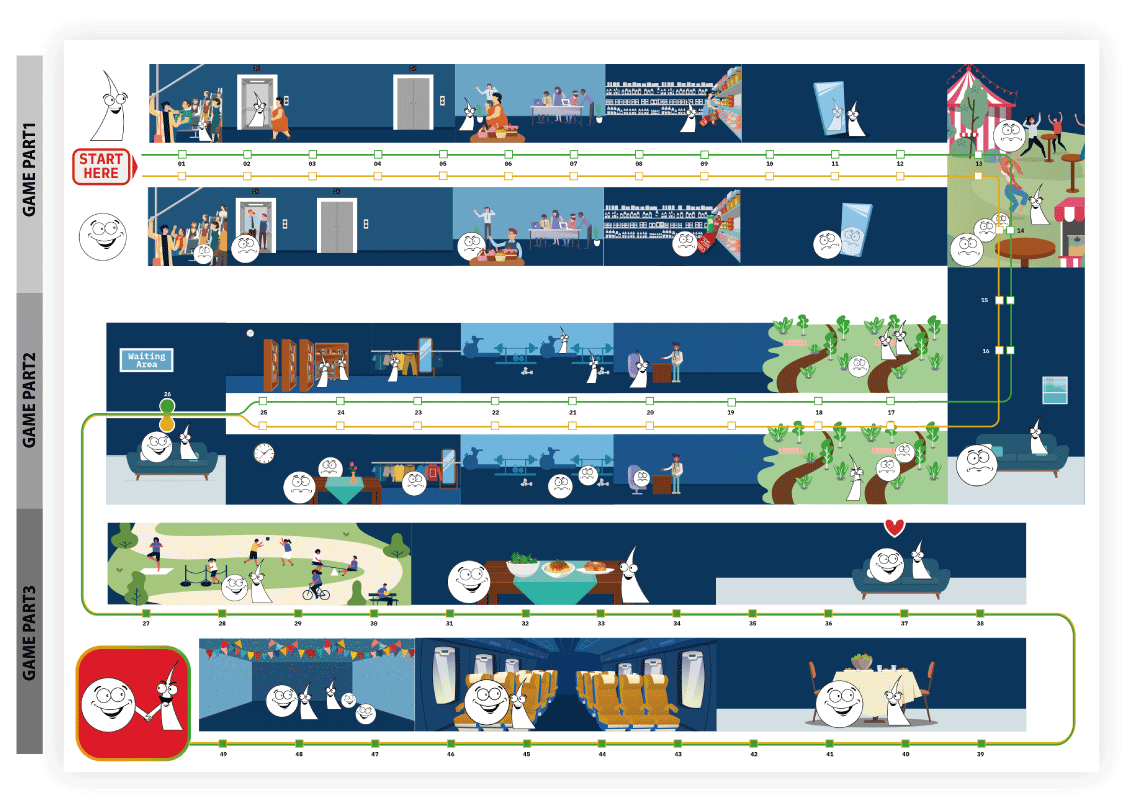 GAME PART1
START
HERE
01 02 03 04 05 06 07 08 09 10 11 12 13
14
15
16
GAME PART2
Waiting
Area
26
25 24 23 22 21 20 19 18 17
GAME PART3
27 28 29 30 31 32 33 34 35 36 37 38
49 48 47 46 45 44 43 42 41 40 39